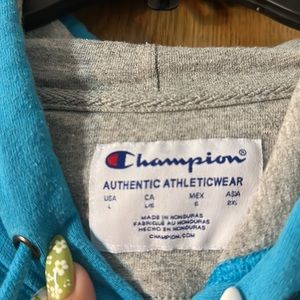 Champion®
AUTHENTIC ATHLETICWEAR
USA CA MEX ASIA
L L/G G 2XL
MADE IN HONDURAS
FABRIQUÉ AU HONDURAS
HECHO EN HONDURAS
CHAMPION.COM